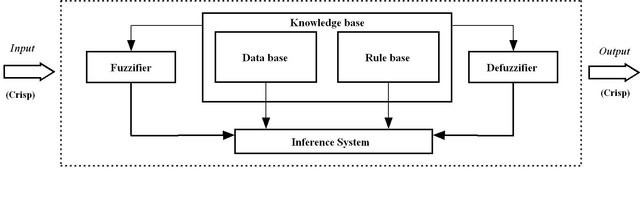 Knowledge base
Input
Output
Data base
Rule base
Fuzzifier
Defuzzifier
(Crisp)
(Crisp)
Inference System